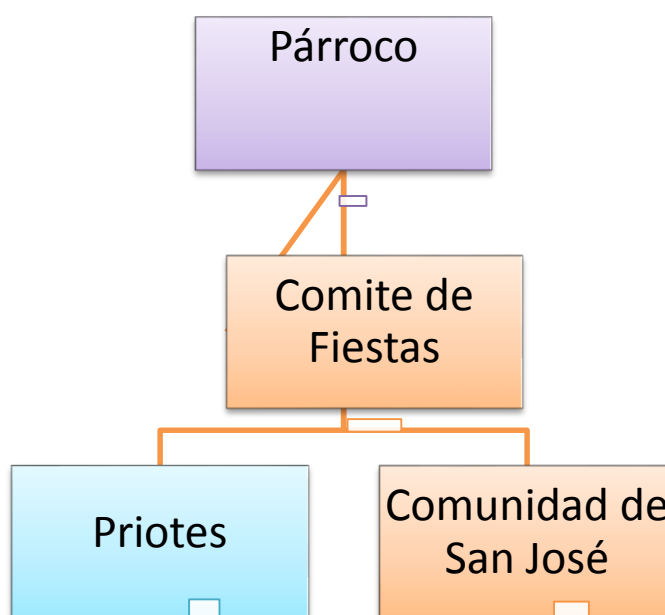 Párroco
Comite de
Fiestas
Priotes
Comunidad de
San José